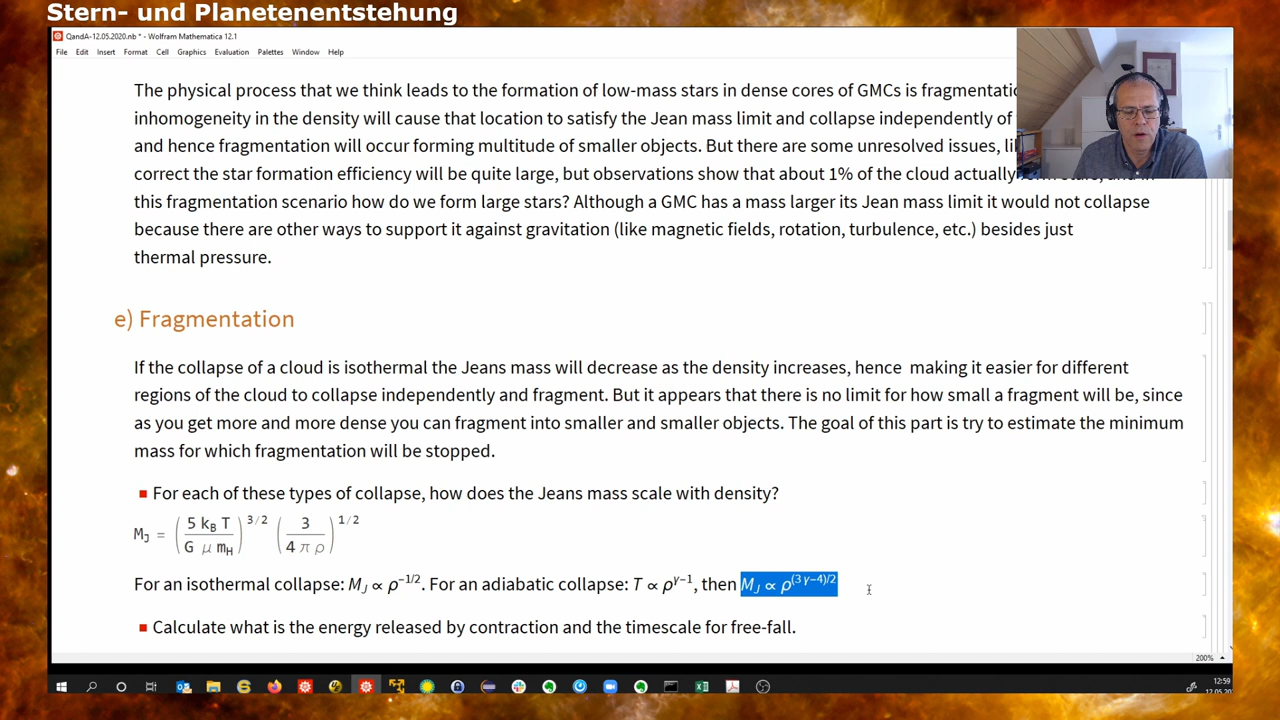 Stern- und Planetenentstehung
QandA-12.05.2020.nb * - Wolfram Mathematica 12.1
File Edit Insert Format Cell Graphics Evaluation Palettes Window Help
The physical process that we think leads to the formation of low-mass stars in dense cores of GMCs is
inhomogeneity in the density will cause that location to satisfy the Jean mass limit and collapse independently of
and hence fragmentation will occur forming multitude of smaller objects. But there are some unresolved issues,
correct the star formation efficiency will be quite large, but observations show that about 1% of the cloud actually
this fragmentation scenario how do we form large stars? Although a GMC has a mass larger its Jean mass limit it would not collapse
because there are other ways to support it against gravitation (like magnetic fields, rotation, turbulence, etc.) besides just
thermal pressure.
e) Fragmentation
If the collapse of a cloud is isothermal the Jeans mass will decrease as the density increases, hence making it easier for different
regions of the cloud to collapse independently and fragment. But it appears that there is no limit for how small a fragment will be, since
as you get more and more dense you can fragment into smaller and smaller objects. The goal of this part is try to estimate the minimum
mass for which fragmentation will be stopped.
■ For each of these types of collapse, how does the Jeans mass scale with density?
M_J = (5 k_B T / G μ m_H)^3/2 (3 / 4 π ρ)^1/2
For an isothermal collapse: M_J ∝ ρ^−1/2. For an adiabatic collapse: T ∝ ρ^γ−1, then M_J ∝ ρ^(3 γ−4)/2
■ Calculate what is the energy released by contraction and the timescale for free-fall.
200%
12:59